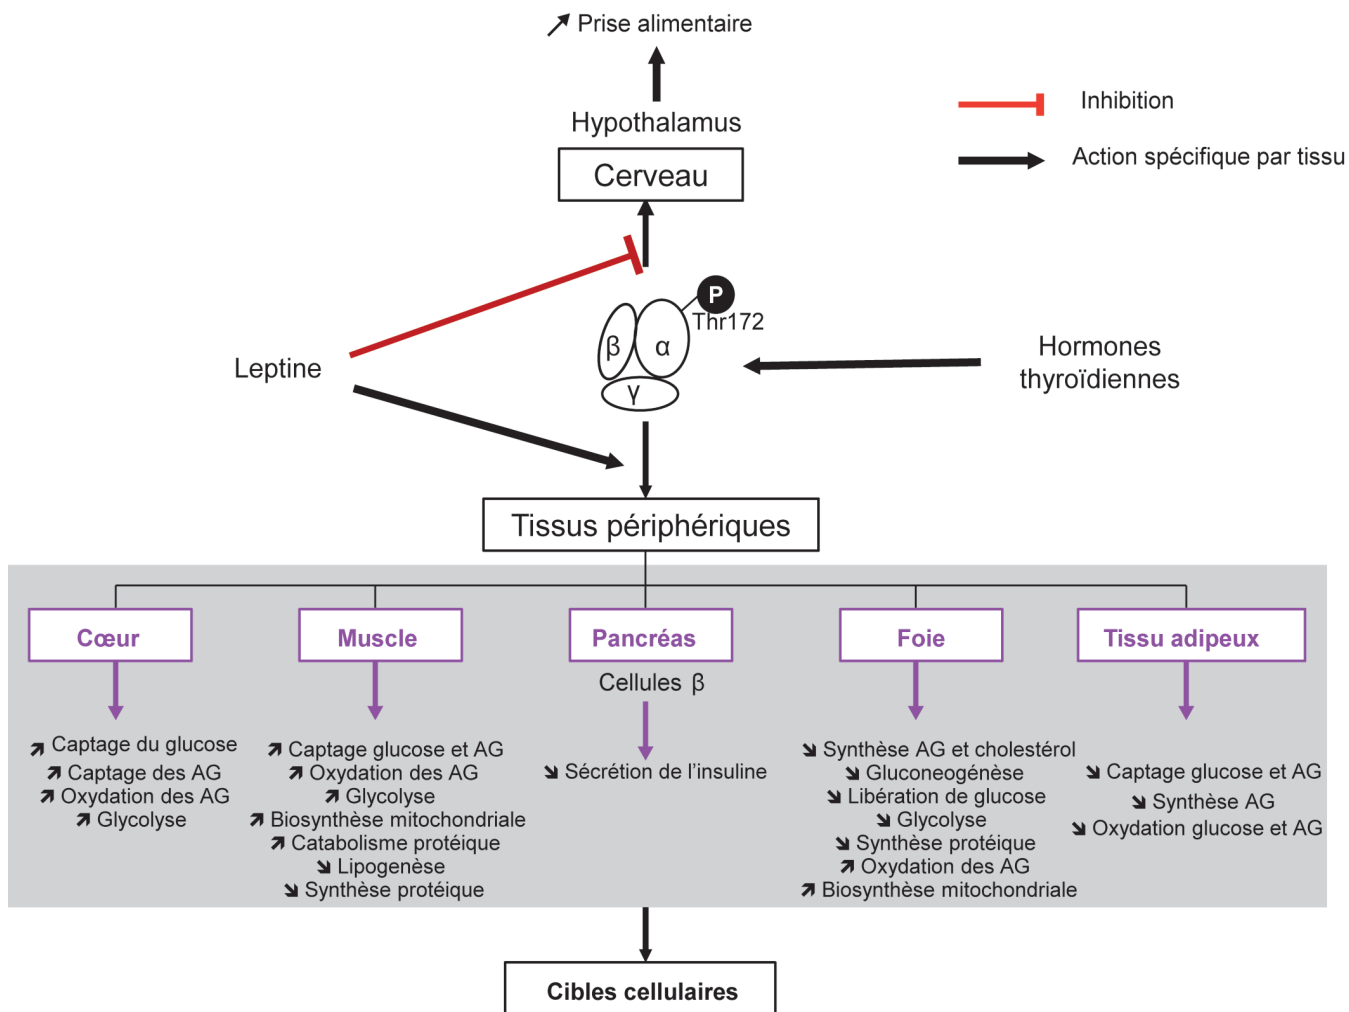 ↗ Prise alimentaire
Hypothalamus
Cerveau
Inhibition
Action spécifique par tissu
P
Thr172
β
α
γ
Leptine
Hormones
thyroïdiennes
Tissus périphériques
Cœur
↗ Captage du glucose
↗ Captage des AG
↗ Oxydation des AG
↗ Glycolyse
Muscle
↗ Captage glucose et AG
↗ Oxydation des AG
↗ Glycolyse
↗ Biosynthèse mitochondriale
↗ Catabolisme protéique
↘ Lipogenèse
↘ Synthèse protéique
Pancréas
Cellules β
↘ Sécrétion de l'insuline
Foie
↘ Synthèse AG et cholestérol
↘ Gluconeogénèse
↘ Libération de glucose
↘ Glycolyse
↘ Synthèse protéique
↗ Oxydation des AG
↗ Biosynthèse mitochondriale
Tissu adipeux
↘ Captage glucose et AG
↘ Synthèse AG
↘ Oxydation glucose et AG
Cibles cellulaires